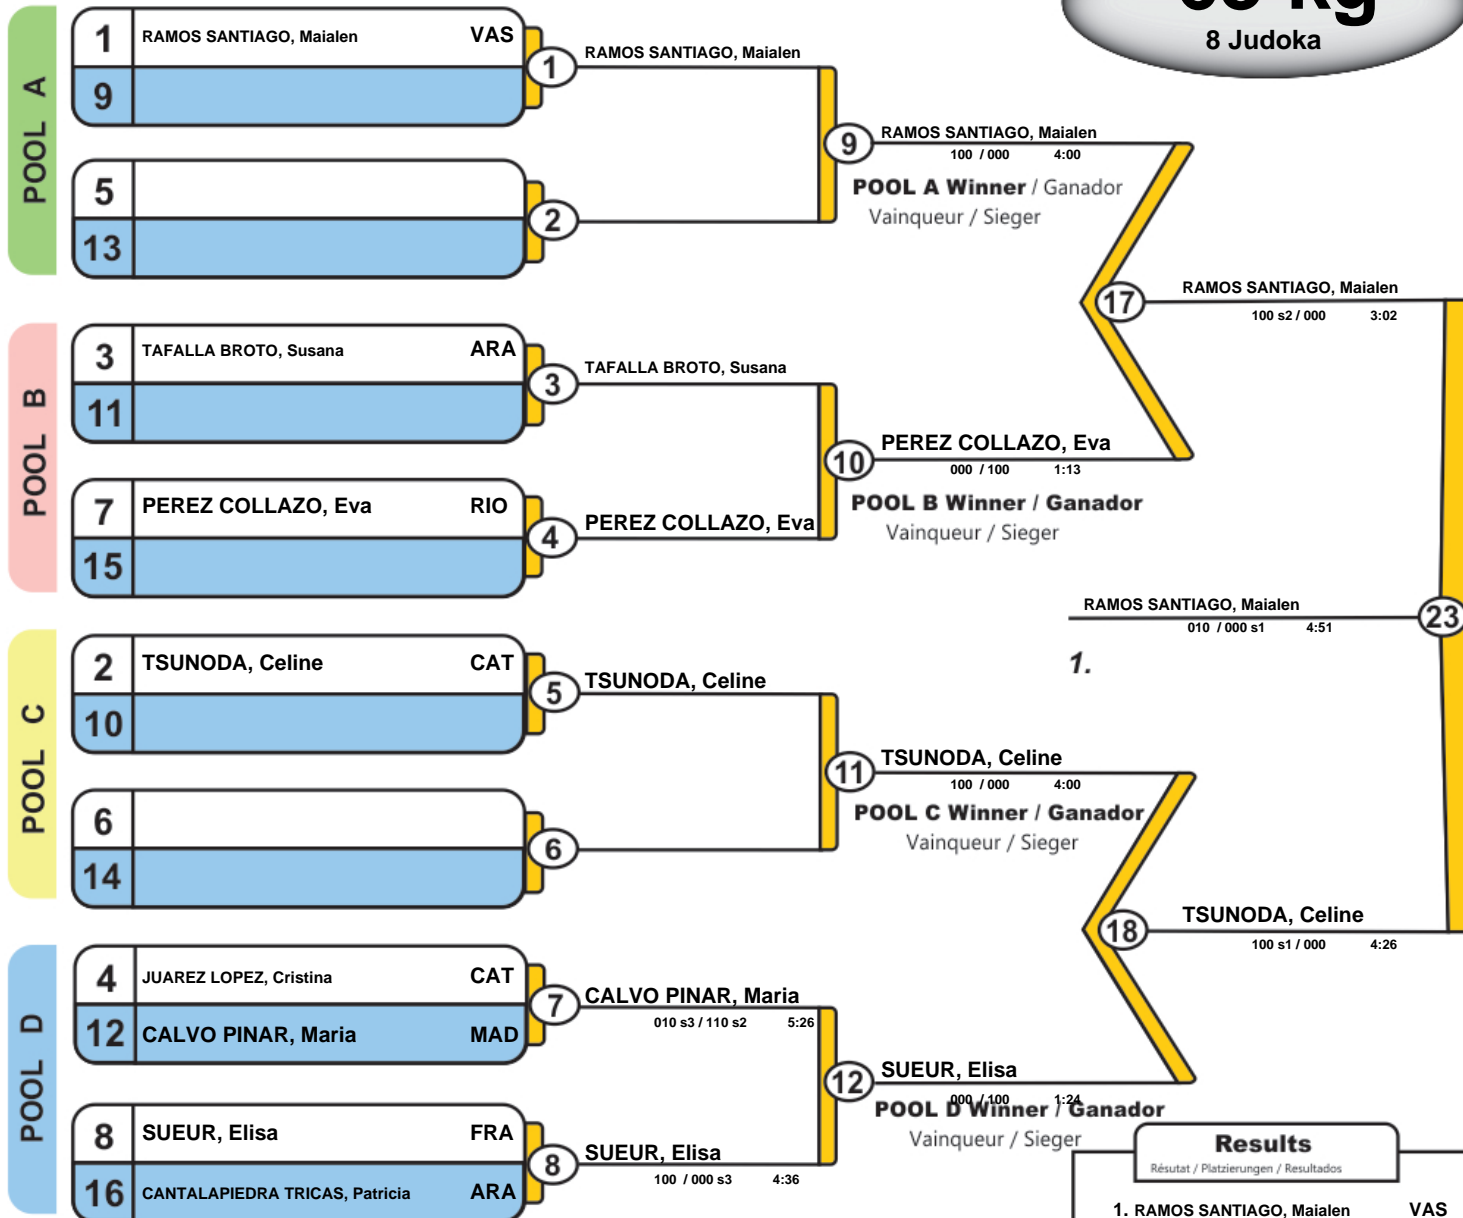 8 Judoka
POOL A
1 RAMOS SANTIAGO, Maialen VAS
9
1
RAMOS SANTIAGO, Maialen
5
13
2
9
RAMOS SANTIAGO, Maialen
100 / 000 4:00
POOL A Winner / Ganador
Vainqueur / Sieger
17
RAMOS SANTIAGO, Maialen
100 s2 / 000 3:02
POOL B
3 TAFALLA BROTO, Susana ARA
11
3
TAFALLA BROTO, Susana
7 PEREZ COLLAZO, Eva RIO
15
4
PEREZ COLLAZO, Eva
10
PEREZ COLLAZO, Eva
000 / 100 1:13
POOL B Winner / Ganador
Vainqueur / Sieger
RAMOS SANTIAGO, Maialen
010 / 000 s1 4:51
23
1.
POOL C
2 TSUNODA, Celine CAT
10
5
TSUNODA, Celine
6
14
6
11
TSUNODA, Celine
100 / 000 4:00
POOL C Winner / Ganador
Vainqueur / Sieger
18
TSUNODA, Celine
100 s1 / 000 4:26
POOL D
4 JUAREZ LOPEZ, Cristina CAT
12 CALVO PINAR, Maria MAD
7
CALVO PINAR, Maria
010 s3 / 110 s2 5:26
8 SUEUR, Elisa FRA
16 CANTALAPIEDRA TRICAS, Patricia ARA
8
SUEUR, Elisa
100 / 000 s3 4:36
12
SUEUR, Elisa
000 / 100 1:24
POOL D Winner / Ganador
Vainqueur / Sieger
Results
Résutat / Platzierungen / Resultados
1. RAMOS SANTIAGO, Maialen VAS